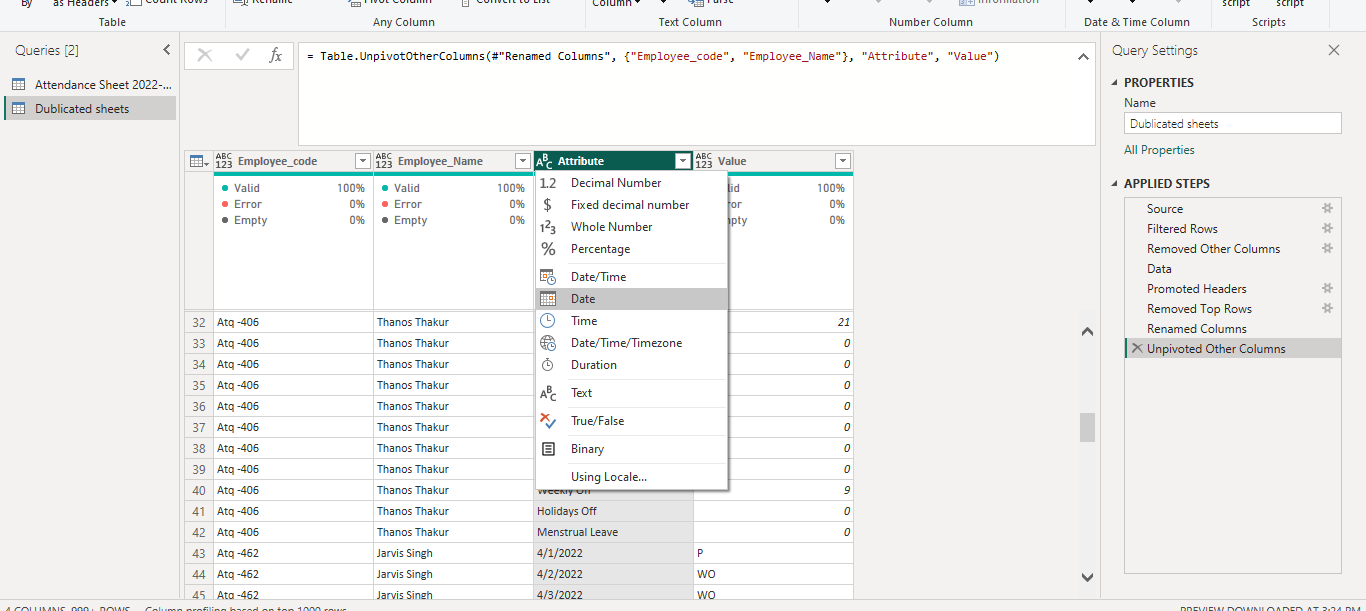 by as Headers Count Rows Rename Pivot Column Convert to List Column Parse Information script script
Table Any Column Text Column Number Column Date & Time Column Scripts
Queries [2]
Attendance Sheet 2022-...
Dublicated sheets
fx = Table.UnpivotOtherColumns(#"Renamed Columns", {"Employee_code", "Employee_Name"}, "Attribute", "Value")
ABC 123 Employee_code ABC 123 Employee_Name ABC Attribute ABC 123 Value
Valid 100% Valid 100% lid 100%
Error 0% Error 0% ror 0%
Empty 0% Empty 0% npty 0%
1.2 Decimal Number
$ Fixed decimal number
123 Whole Number
% Percentage
Date/Time
Date
Time
Date/Time/Timezone
Duration
ABC Text
True/False
Binary
Using Locale...
32 Atq -406 Thanos Thakur 21
33 Atq -406 Thanos Thakur 0
34 Atq -406 Thanos Thakur 0
35 Atq -406 Thanos Thakur 0
36 Atq -406 Thanos Thakur 0
37 Atq -406 Thanos Thakur 0
38 Atq -406 Thanos Thakur 0
39 Atq -406 Thanos Thakur 0
40 Atq -406 Thanos Thakur Weekly Off 9
41 Atq -406 Thanos Thakur Holidays Off 0
42 Atq -406 Thanos Thakur Menstrual Leave 0
43 Atq -462 Jarvis Singh 4/1/2022 P
44 Atq -462 Jarvis Singh 4/2/2022 WO
45 Atq -462 Jarvis Singh 4/3/2022 WO
Query Settings
PROPERTIES
Name
Dublicated sheets
All Properties
APPLIED STEPS
Source
Filtered Rows
Removed Other Columns
Data
Promoted Headers
Removed Top Rows
Renamed Columns
Unpivoted Other Columns
4 COLUMNS, 999+ ROWS Column profiling based on top 1000 rows PREVIEW DOWNLOADED AT 3:24 PM